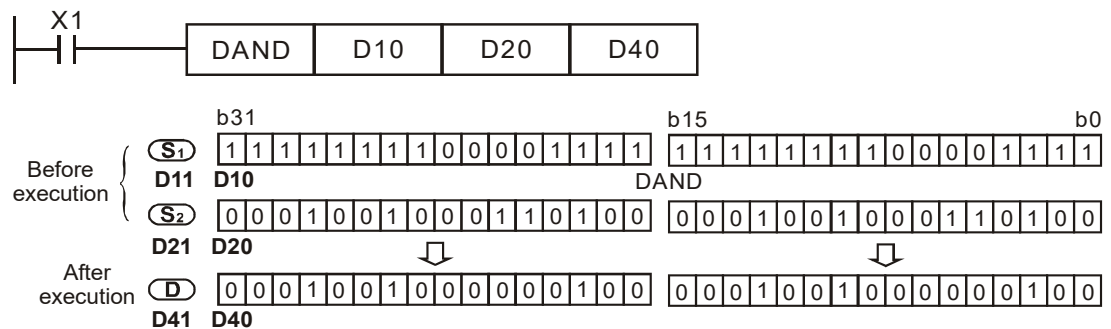 X1
DAND D10 D20 D40
b31 b15 b0
Before execution
S1 1 1 1 1 1 1 1 1 0 0 0 0 1 1 1 1 1 1 1 1 1 1 1 1 0 0 0 0 1 1 1 1
D11 D10
DAND
S2 0 0 0 1 0 0 1 0 0 0 1 1 0 1 0 0 0 0 0 1 0 0 1 0 0 0 1 1 0 1 0 0
D21 D20
After execution
D 0 0 0 1 0 0 1 0 0 0 0 0 0 1 0 0 0 0 0 1 0 0 1 0 0 0 0 0 0 1 0 0
D41 D40